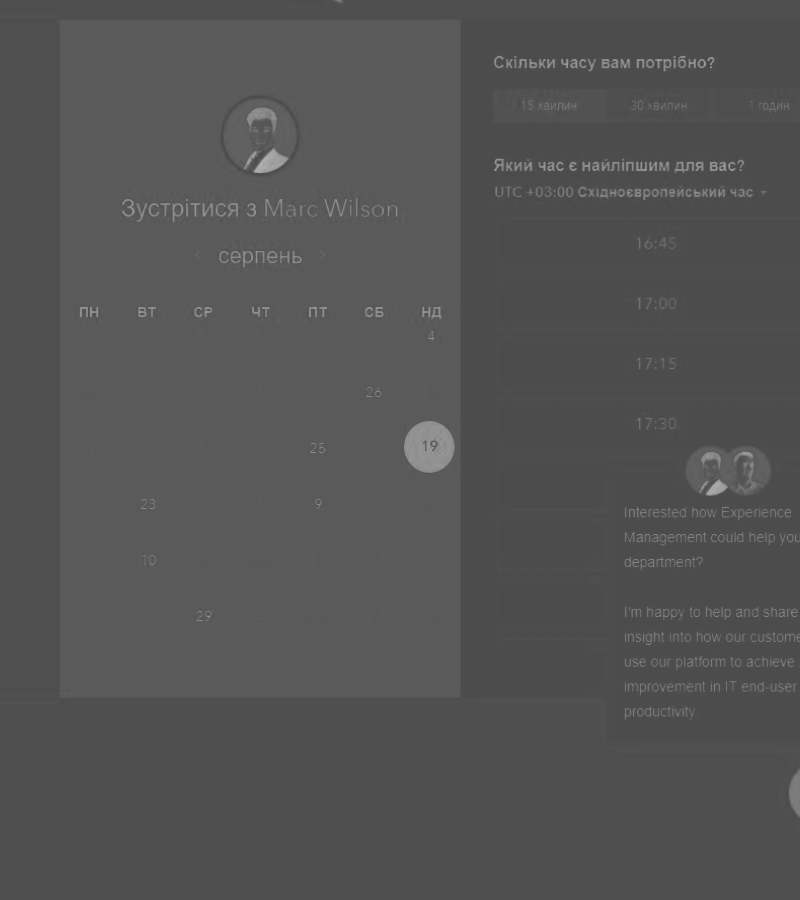 Зустрітися з Marc Wilson
серпень
ПН ВТ СР ЧТ ПТ СБ НД
4
26
25 19
23 9
10
29
Скільки часу вам потрібно?
15 хвилин 30 хвилин 1 годин
Який час є найліпшим для вас?
UTC +03:00 Східноєвропейський час
16:45
17:00
17:15
17:30
Interested how Experience
Management could help you
department?
I'm happy to help and share
insight into how our custome
use our platform to achieve
improvement in IT end-user
productivity.